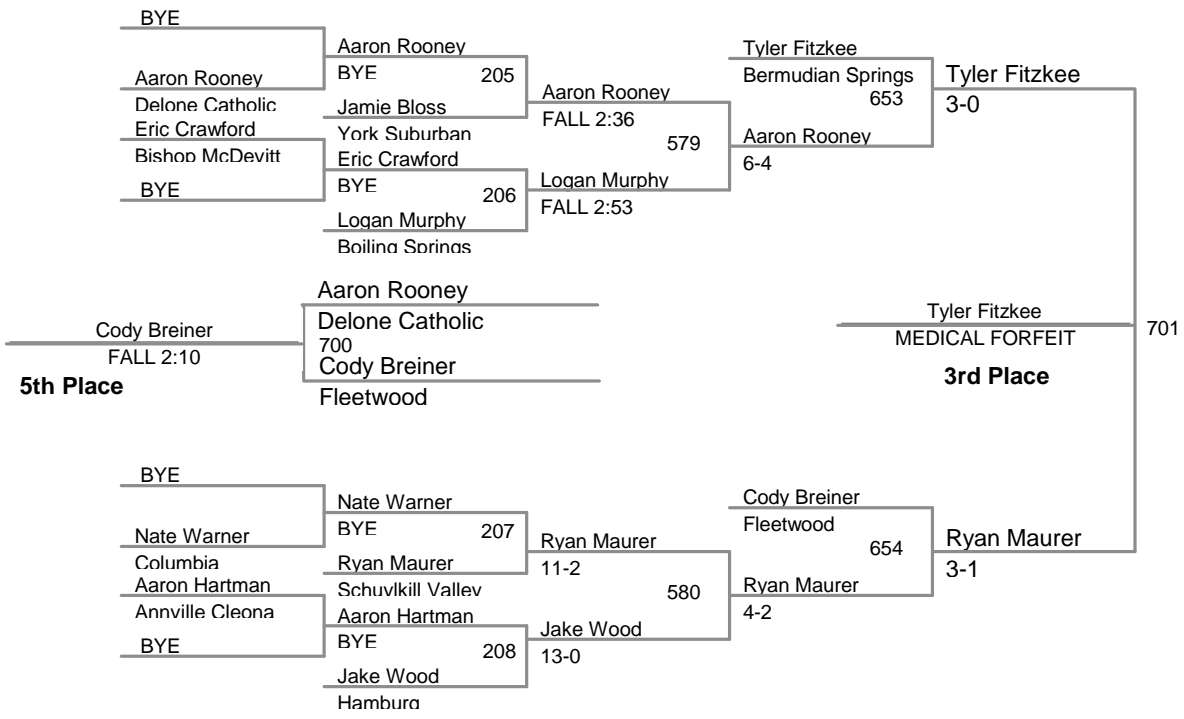 BYE
Aaron Rooney
Delone Catholic
Eric Crawford
Bishop McDevitt
BYE
Aaron Rooney
BYE 205
Jamie Bloss
York Suburban
Eric Crawford
BYE 206
Logan Murphy
Boiling Springs
Aaron Rooney
FALL 2:36
579
Logan Murphy
FALL 2:53
Tyler Fitzkee
Bermudian Springs
653
Aaron Rooney
6-4
Tyler Fitzkee
3-0
Cody Breiner
FALL 2:10
5th Place
Aaron Rooney
Delone Catholic
700
Cody Breiner
Fleetwood
Tyler Fitzkee
MEDICAL FORFEIT
3rd Place
701
BYE
Nate Warner
Columbia
Aaron Hartman
Annville Cleona
BYE
Nate Warner
BYE 207
Ryan Maurer
Schuylkill Valley
Aaron Hartman
BYE 208
Jake Wood
Hamburg
Ryan Maurer
11-2
580
Jake Wood
13-0
Cody Breiner
Fleetwood
654
Ryan Maurer
4-2
Ryan Maurer
3-1